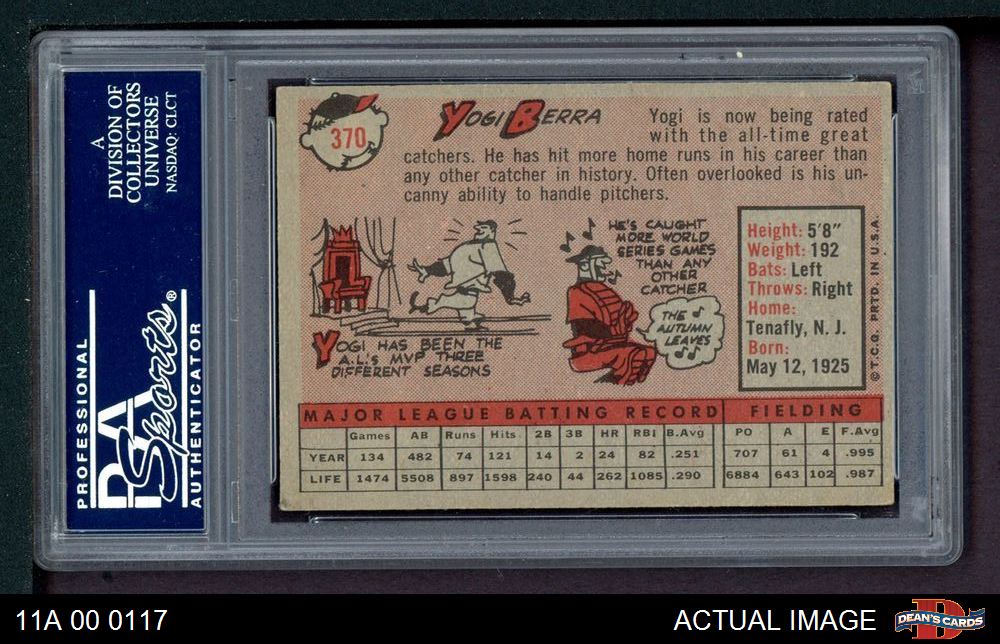 A
DIVISION OF
COLLECTORS
UNIVERSE
NASDAQ: CLCT
PROFESSIONAL
PSA
Sports®
AUTHENTICATOR
370
YOGI BERRA
Yogi is now being rated
with the all-time great
catchers. He has hit more home runs in his career than
any other catcher in history. Often overlooked is his un-
canny ability to handle pitchers.
YOGI HAS BEEN THE
A.L.'s MVP THREE
DIFFERENT SEASONS
HE'S CAUGHT
MORE WORLD
SERIES GAMES
THAN ANY
OTHER
CATCHER
THE
AUTUMN
LEAVES
Height: 5'8"
Weight: 192
Bats: Left
Throws: Right
Home:
Tenafly, N. J.
Born:
May 12, 1925
© T.C.G. PRTD. IN U.S.A.
MAJOR LEAGUE BATTING RECORD FIELDING
Games AB Runs Hits 2B 3B HR RBI B.Avg PO A E F.Avg
YEAR 134 482 74 121 14 2 24 82 .251 707 61 4 .995
LIFE 1474 5508 897 1598 240 44 262 1085 .290 6884 643 102 .987
11A 00 0117
ACTUAL IMAGE
D
DEAN'S CARDS